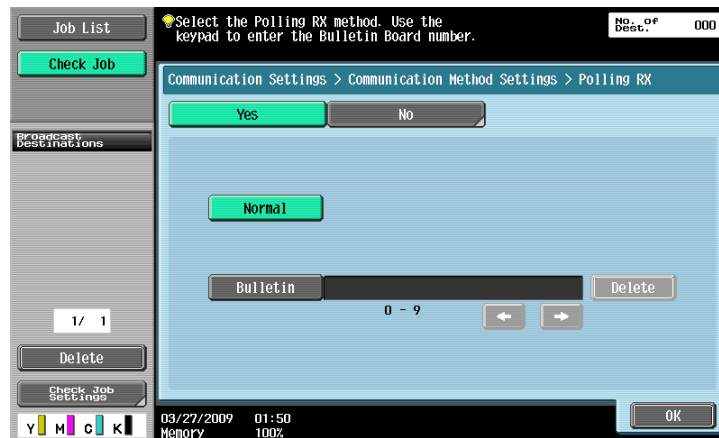 Job List
Check Job
Select the Polling RX method. Use the
keypad to enter the Bulletin Board number.
No. of
Dest.
000
Communication Settings > Communication Method Settings > Polling RX
Yes
No
Broadcast
Destinations
Normal
Bulletin
Delete
0 - 9
1/ 1
Delete
Check Job
Settings
Y M C K
03/27/2009 01:50
Memory 100%
OK